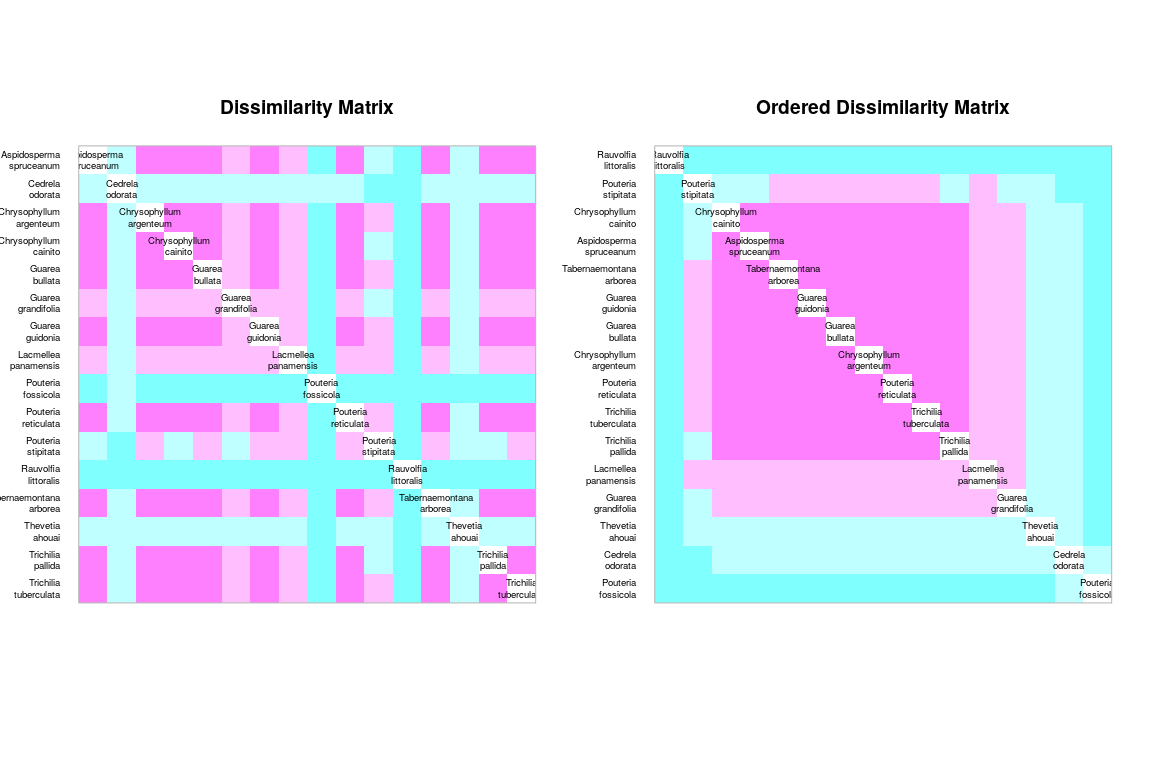 Dissimilarity Matrix
Aspidosperma
spruceanum
Cedrela
odorata
Chrysophyllum
argenteum
Chrysophyllum
cainito
Guarea
bullata
Guarea
grandifolia
Guarea
guidonia
Lacmellea
panamensis
Pouteria
fossicola
Pouteria
reticulata
Pouteria
stipitata
Rauvolfia
littoralis
bernaemontana
arborea
Thevetia
ahouai
Trichilia
pallida
Trichilia
tuberculata
idosperma
ruceanum
Cedrela
odorata
Chrysophyllum
argenteum
Chrysophyllum
cainito
Guarea
bullata
Guarea
grandifolia
Guarea
guidonia
Lacmellea
panamensis
Pouteria
fossicola
Pouteria
reticulata
Pouteria
stipitata
Rauvolfia
littoralis
Tabernaemontana
arborea
Thevetia
ahouai
Trichilia
pallida
Trichilia
tubercula
Ordered Dissimilarity Matrix
Rauvolfia
littoralis
Pouteria
stipitata
Chrysophyllum
cainito
Aspidosperma
spruceanum
Tabernaemontana
arborea
Guarea
guidonia
Guarea
bullata
Chrysophyllum
argenteum
Pouteria
reticulata
Trichilia
tuberculata
Trichilia
pallida
Lacmellea
panamensis
Guarea
grandifolia
Thevetia
ahouai
Cedrela
odorata
Pouteria
fossicola
Rauvolfia
littoralis
Pouteria
stipitata
Chrysophyllum
cainito
Aspidosperma
spruceanum
Tabernaemontana
arborea
Guarea
guidonia
Guarea
bullata
Chrysophyllum
argenteum
Pouteria
reticulata
Trichilia
tuberculata
Trichilia
pallida
Lacmellea
panamensis
Guarea
grandifolia
Thevetia
ahouai
Cedrela
odorata
Pouteria
fossicol